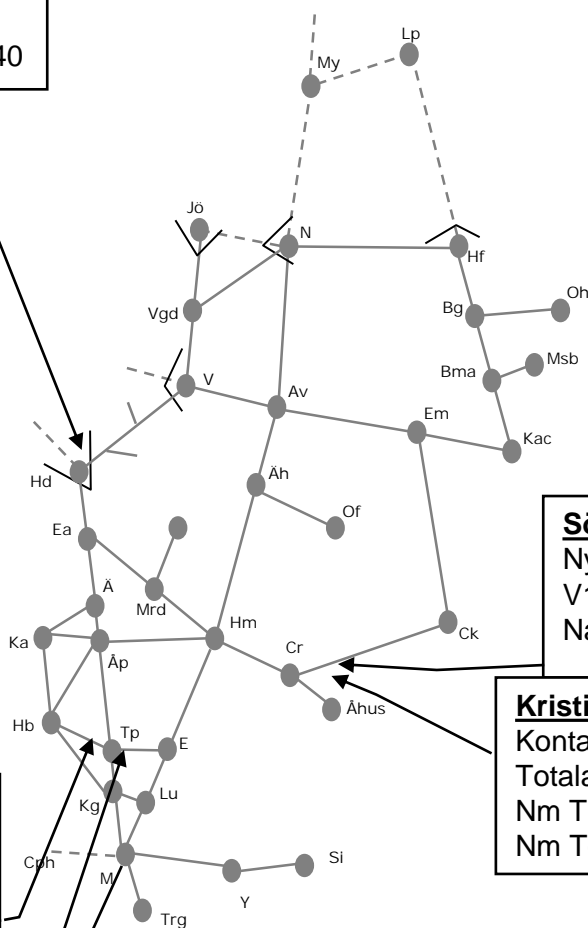 40
Lp
My
Jö
N
Hf
Vgd
Bg
Oh
Msb
Bma
V
Av
Em
Kac
Hd
Äh
Of
Ea
Ä
Mrd
Hm
Ck
Ka
Åp
Cr
Åhus
Hb
Tp
E
Kg
Lu
Cph
M
Si
Y
Trg
Ny
V1
Kristi
Konta
Totala
Nm T
Nm T